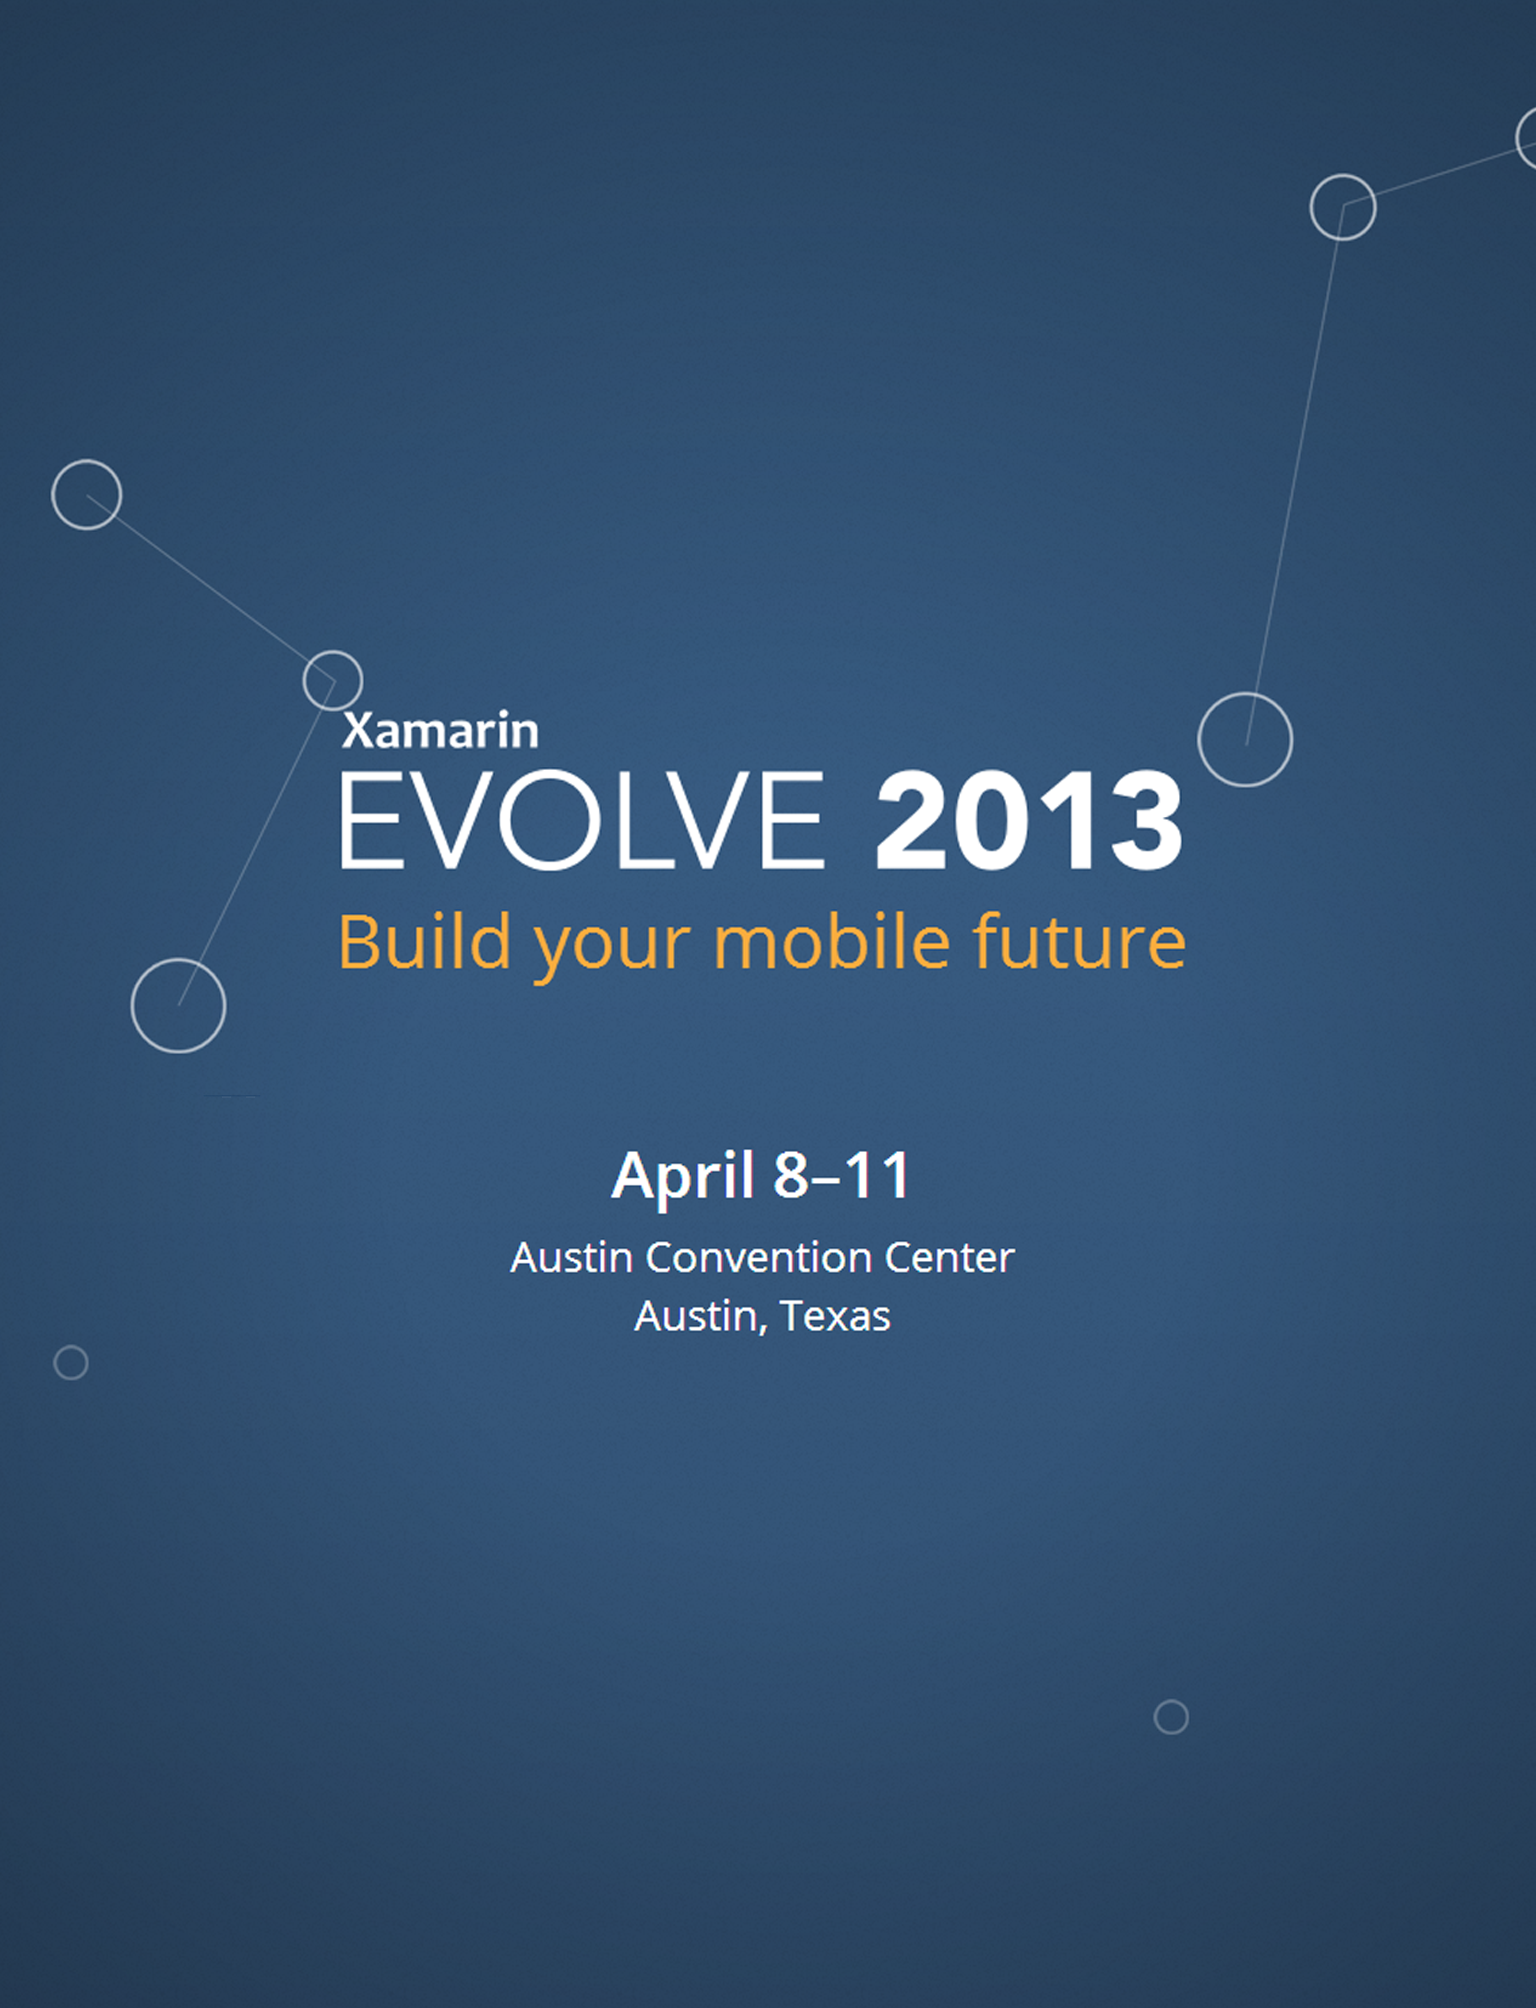 Xamarin
EVOLVE 2013
Build your mobile future
April 8–11
Austin Convention Center
Austin, Texas